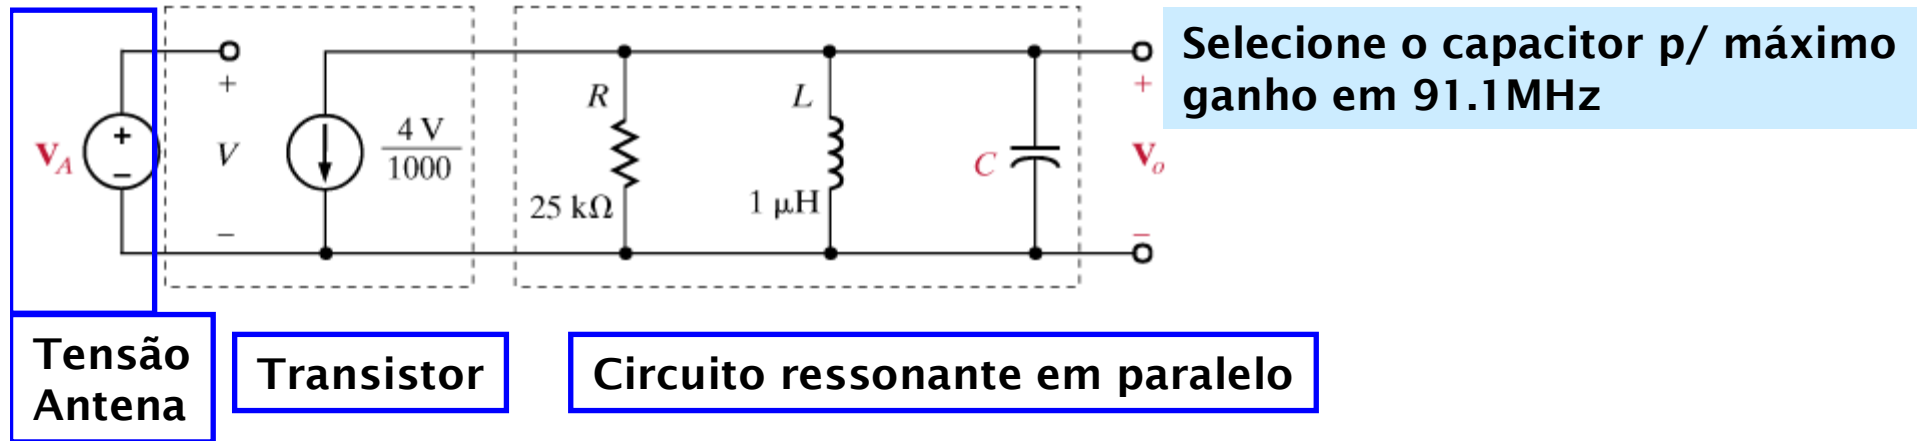 Selecione o capacitor p/ máximo
ganho em 91.1MHz
V_A
+
−
+
V
−
4 V
1000
R
25 kΩ
L
1 μH
C
+
V_o
−
Tensão
Antena
Transistor
Circuito ressonante em paralelo